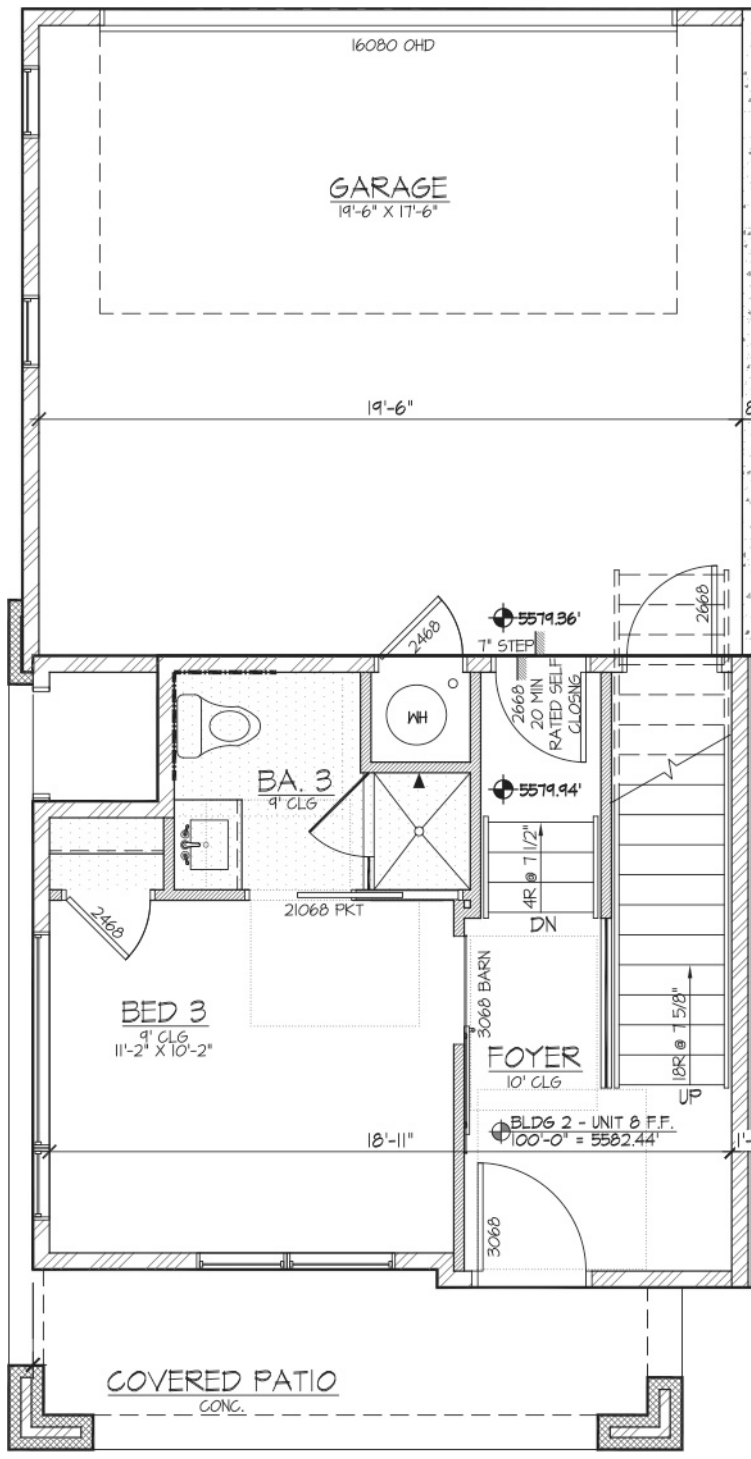 16080 OHD
GARAGE
19'-6" X 17'-6"
19'-6"
8
2468
5579.36'
7" STEP
2668
2668
20 MIN
RATED SELF
CLOSNG
WH
BA. 3
9' CLG
5579.94'
4R @ 7 1/2"
DN
2468
21068 PKT
BED 3
9' CLG
11'-2" X 10'-2"
3068 BARN
FOYER
10' CLG
18R @ 7 5/8"
UP
BLDG 2 - UNIT 8 F.F.
100'-0" = 5582.44'
18'-11"
1'-
3068
COVERED PATIO
CONC.